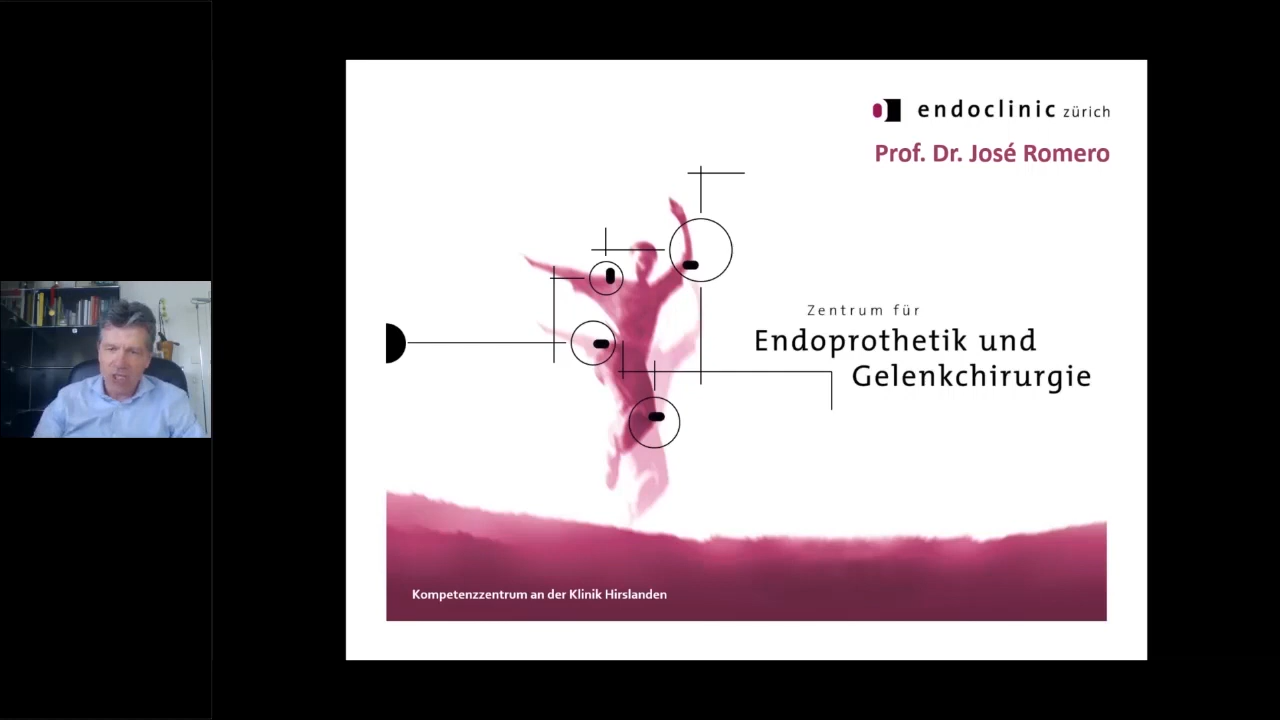 endoclinic zürich
Prof. Dr. José Romero
Zentrum für
Endoprothetik und
Gelenkchirurgie
Kompetenzzentrum an der Klinik Hirslanden